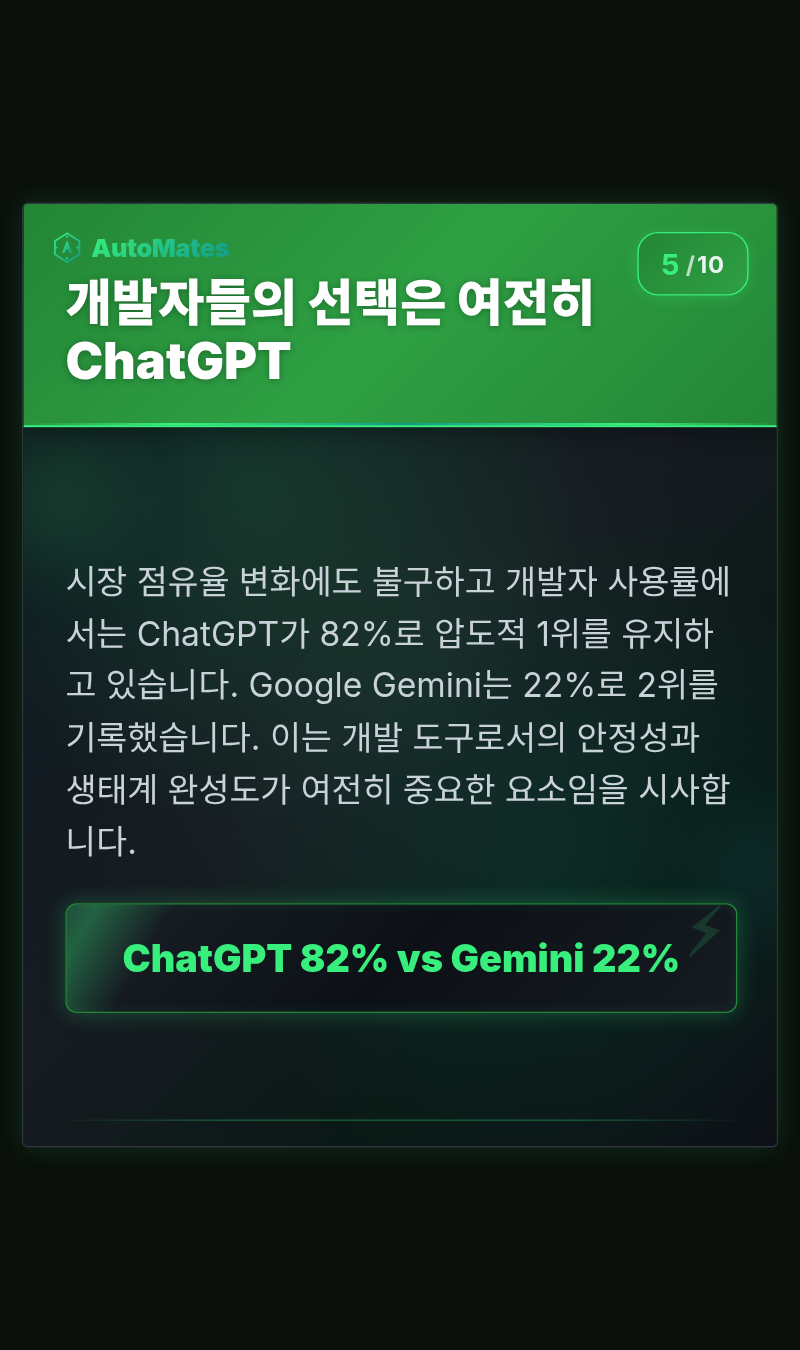 AutoMates
5 /10
개발자들의 선택은 여전히
ChatGPT
시장 점유율 변화에도 불구하고 개발자 사용률에
서는 ChatGPT가 82%로 압도적 1위를 유지하
고 있습니다. Google Gemini는 22%로 2위를
기록했습니다. 이는 개발 도구로서의 안정성과
생태계 완성도가 여전히 중요한 요소임을 시사합
니다.
ChatGPT 82% vs Gemini 22%